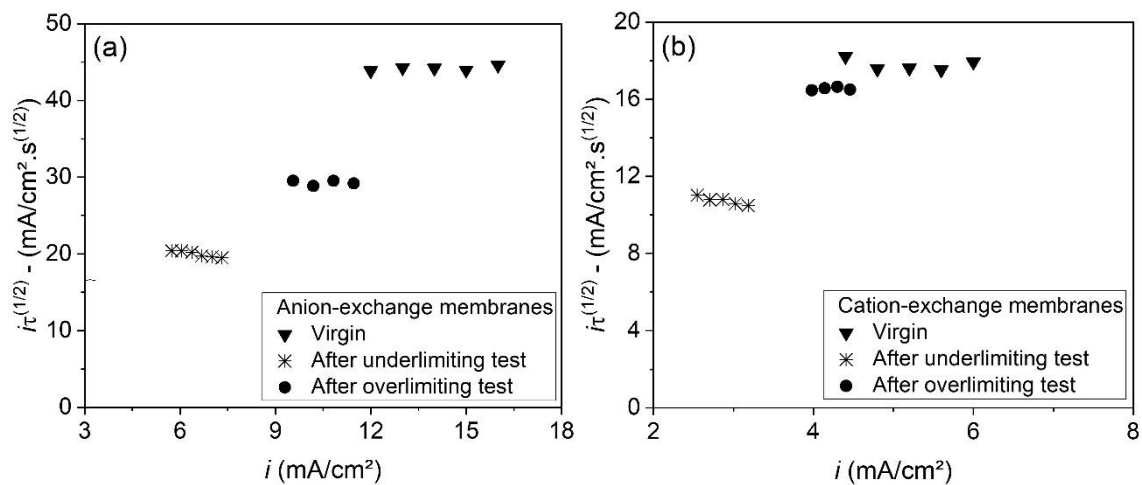 (a)
50
40
30
20
10
0
iτ^(1/2) - (mA/cm².s^(1/2))
Anion-exchange membranes
Virgin
After underlimiting test
After overlimiting test
3 6 9 12 15 18
i (mA/cm²)
(b)
20
16
12
8
4
0
iτ^(1/2) - (mA/cm².s^(1/2))
Cation-exchange membranes
Virgin
After underlimiting test
After overlimiting test
2 4 6 8
i (mA/cm²)